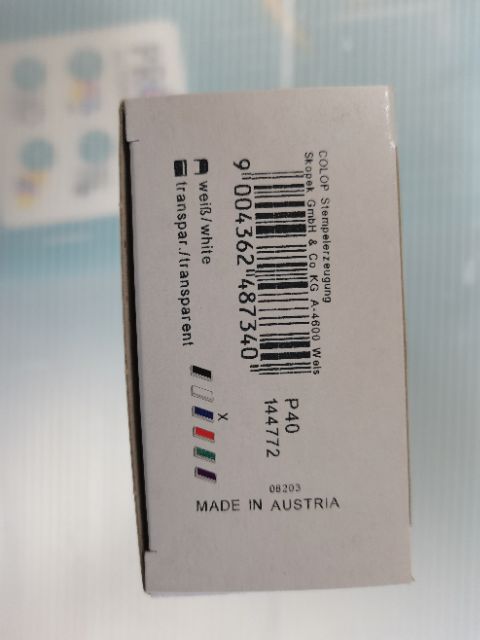 COLOP Stempelerzeugung
Skopek GmbH & Co KG A-4600 Wels
9 004362 487340
weiß/white
transpar./transparent
X
P40
144772
08203
MADE IN AUSTRIA